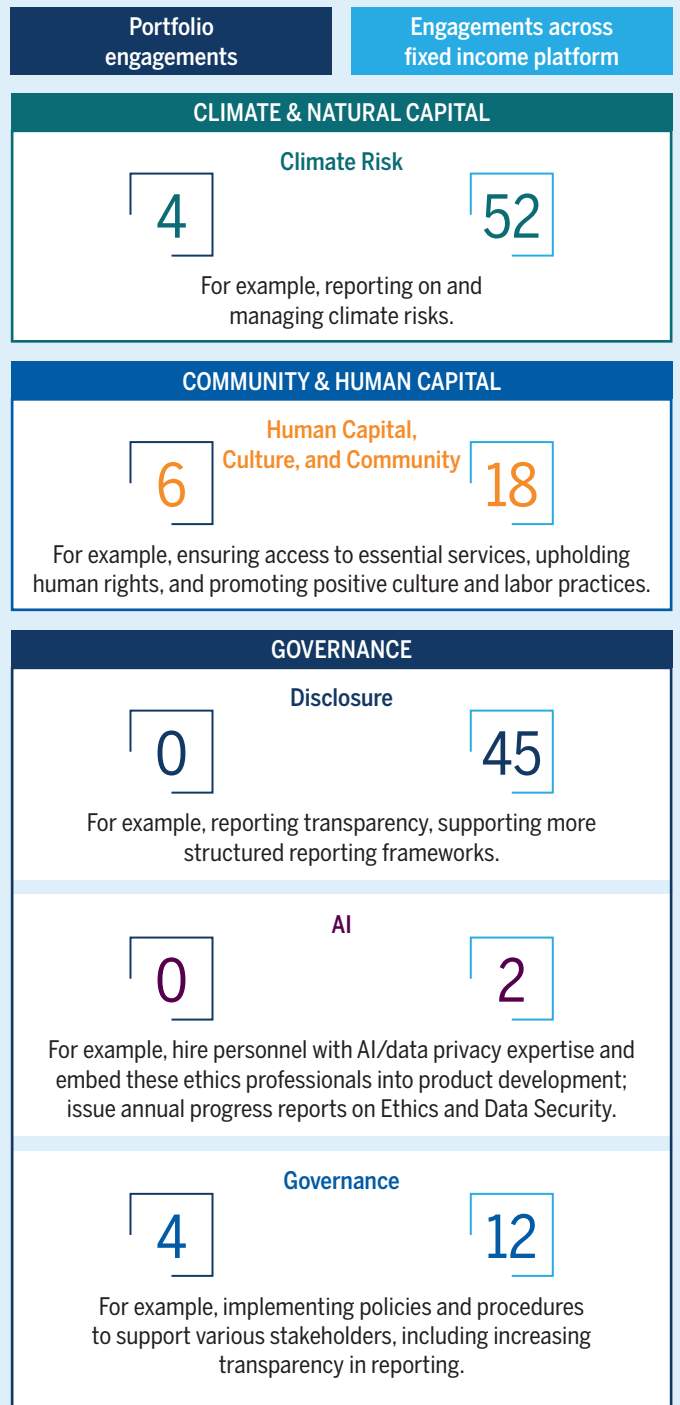 Portfolio
engagements
Engagements across
fixed income platform
CLIMATE & NATURAL CAPITAL
Climate Risk
4
52
For example, reporting on and
managing climate risks.
COMMUNITY & HUMAN CAPITAL
Human Capital,
Culture, and Community
6
18
For example, ensuring access to essential services, upholding
human rights, and promoting positive culture and labor practices.
GOVERNANCE
Disclosure
0
45
For example, reporting transparency, supporting more
structured reporting frameworks.
AI
0
2
For example, hire personnel with AI/data privacy expertise and
embed these ethics professionals into product development;
issue annual progress reports on Ethics and Data Security.
Governance
4
12
For example, implementing policies and procedures
to support various stakeholders, including increasing
transparency in reporting.